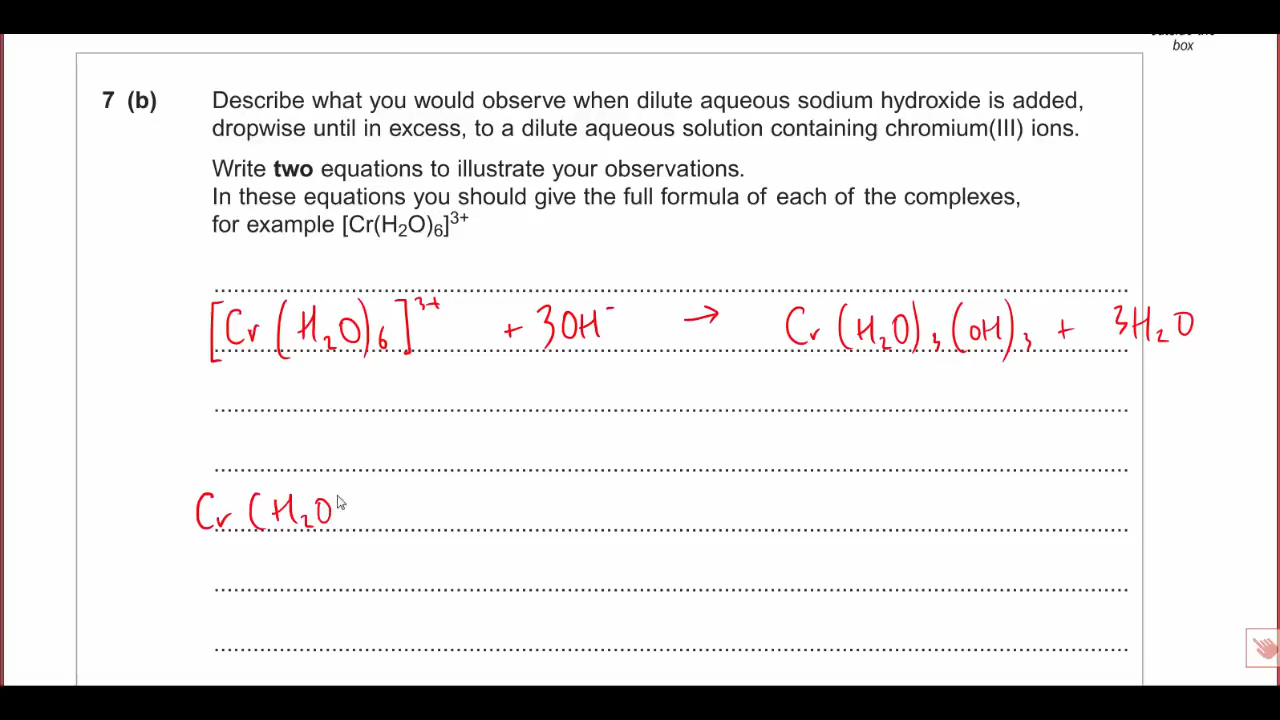 box
7 (b) Describe what you would observe when dilute aqueous sodium hydroxide is added,
dropwise until in excess, to a dilute aqueous solution containing chromium(III) ions.
Write two equations to illustrate your observations.
In these equations you should give the full formula of each of the complexes,
for example [Cr(H₂O)₆]³⁺
[Cr(H₂O)₆]³⁺ + 3OH⁻ → Cr(H₂O)₃(OH)₃ + 3H₂O
Cr(H₂O